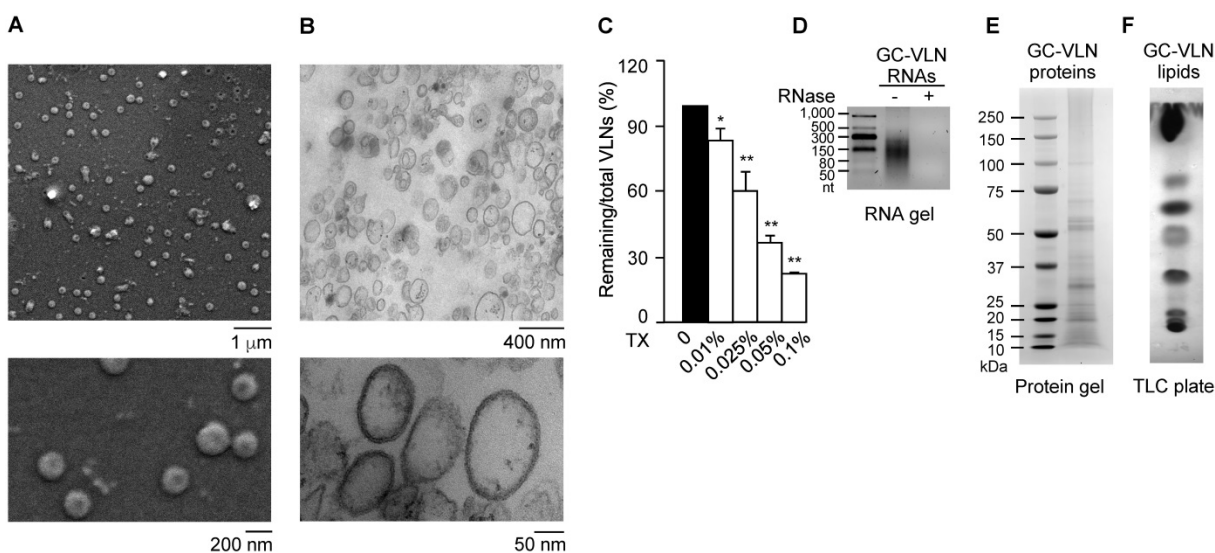 A
B
C
D
E
F
1 μm
200 nm
400 nm
50 nm
Remaining/total VLNs (%)
120
90
60
30
0
*
**
**
**
TX
0
0.01%
0.025%
0.05%
0.1%
GC-VLN
RNAs
RNase
-
+
1,000
500
300
150
80
50
nt
RNA gel
GC-VLN
proteins
250
150
100
75
50
37
25
20
15
10
kDa
Protein gel
GC-VLN
lipids
TLC plate